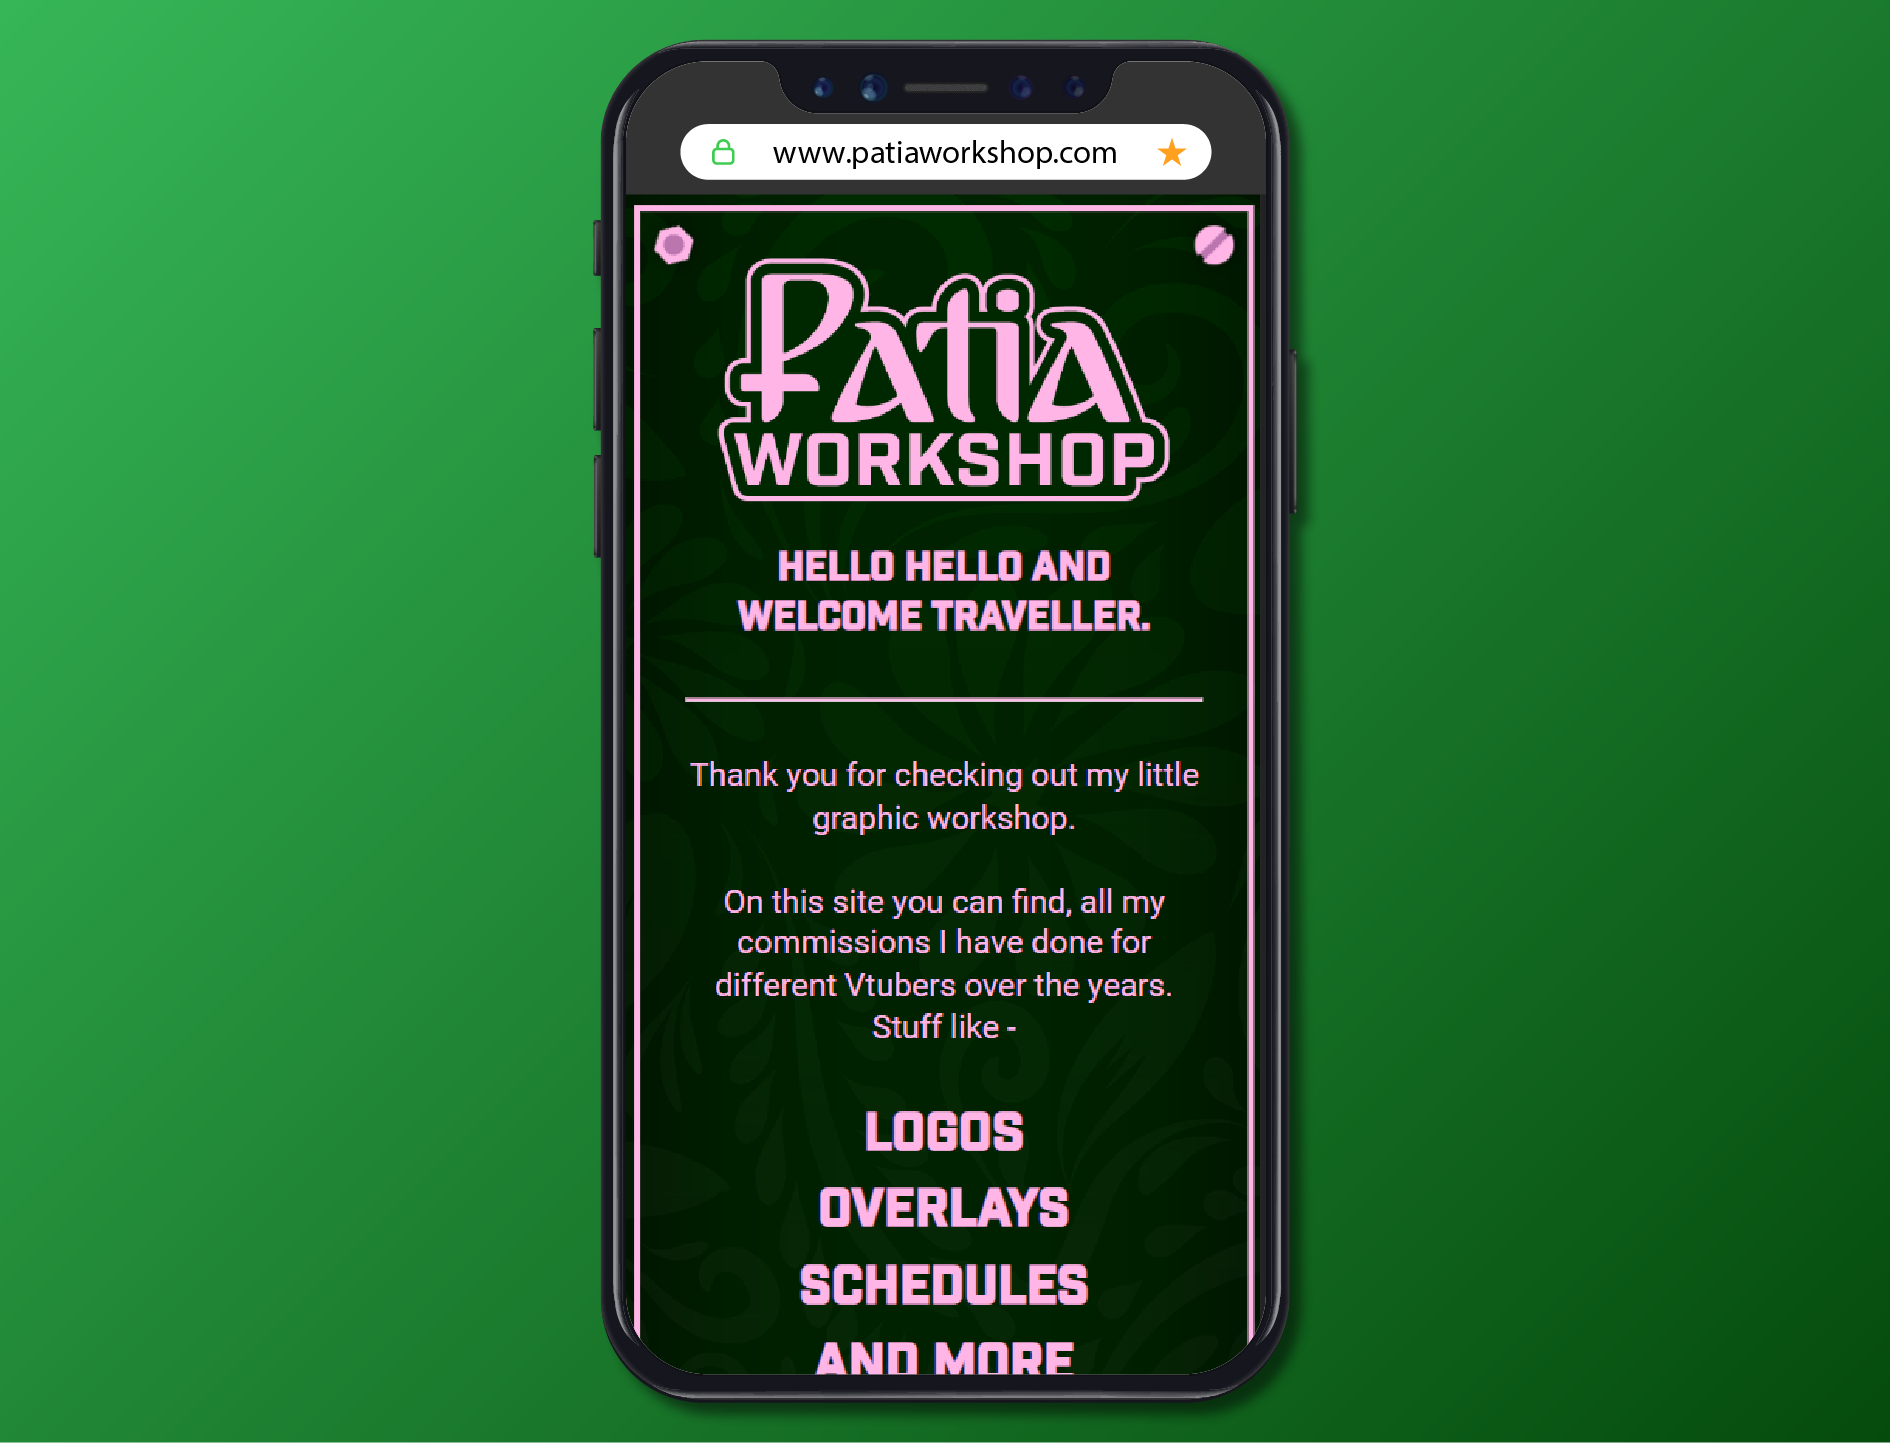 www.patiaworkshop.com
Patia
WORKSHOP
HELLO HELLO AND
WELCOME TRAVELLER.
Thank you for checking out my little
graphic workshop.
On this site you can find, all my
commissions I have done for
different Vtubers over the years.
Stuff like -
LOGOS
OVERLAYS
SCHEDULES
AND MORE